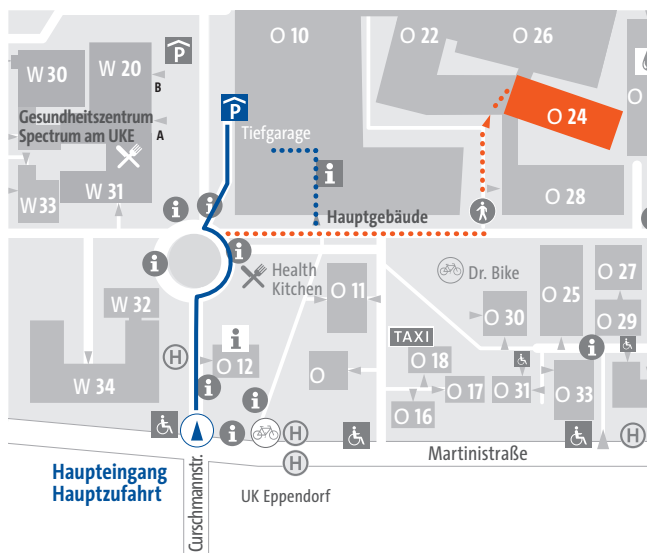 O 10
O 22
O 26
W 30
W 20
P
B
Gesundheitszentrum
Spectrum am UKE
A
P
Tiefgarage
O 24
O
W 31
W 33
i
O 28
i
i
Hauptgebäude
i
i
Health
Kitchen
Dr. Bike
O 27
O 25
O 11
W 32
O 29
O 30
TAXI
H
i
O 12
O 18
i
W 34
O
O 17
O 31
O 33
i
i
O 16
i
H
H
H
Martinistraße
Haupteingang
Hauptzufahrt
Curschmannstr.
UK Eppendorf